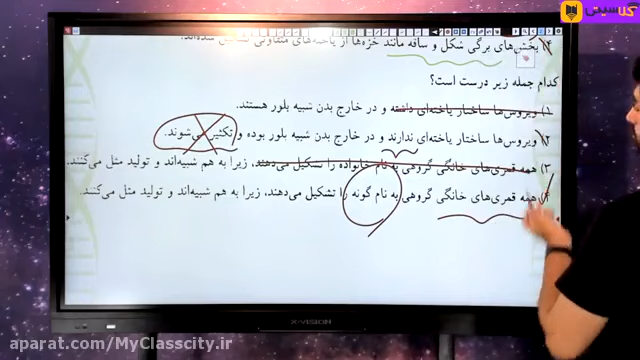 کلاسیتی
۴) بخش‌های برگی شکل و ساقه مانند خزه‌ها از یاخته‌های متفاوتی تشکیل شده‌اند.
کدام جمله زیر درست است؟
۱) ویروس‌ها ساختار یاخته‌ای داشته و در خارج بدن شبیه بلور هستند.
۲) ویروس‌ها ساختار یاخته‌ای ندارند و در خارج بدن شبیه بلور بوده و تکثیر می‌شوند.
۳) همه قمری‌های خانگی گروهی به نام خانواده را تشکیل می‌دهند، زیرا به هم شبیه‌اند و تولید مثل می‌کنند.
۴) همه قمری‌های خانگی گروهی به نام گونه را تشکیل می‌دهند، زیرا به هم شبیه‌اند و تولید مثل می‌کنند.
X-VISION
aparat.com/MyClasscity.ir